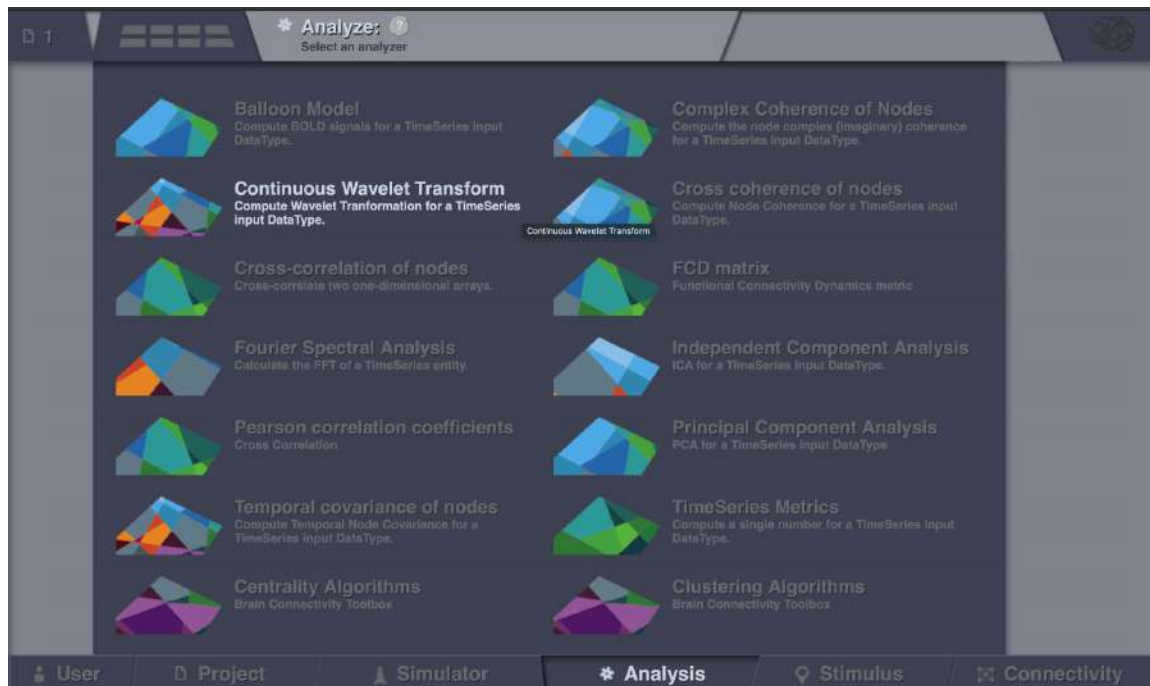 1
Analyze: ?
Select an analyzer
Balloon Model
Compute BOLD signals for a TimeSeries input
DataType.
Complex Coherence of Nodes
Compute the node complex (imaginary) coherence
for a TimeSeries input DataType.
Continuous Wavelet Transform
Compute Wavelet Tranformation for a TimeSeries
input DataType.
Cross coherence of nodes
Compute Node Coherence for a TimeSeries input
DataType.
Continuous Wavelet Transform
Cross-correlation of nodes
Cross-correlate two one-dimensional arrays.
FCD matrix
Functional Connectivity Dynamics metric
Fourier Spectral Analysis
Calculate the FFT of a TimeSeries entity.
Independent Component Analysis
ICA for a TimeSeries input DataType.
Pearson correlation coefficients
Cross Correlation
Principal Component Analysis
PCA for a TimeSeries input DataType
Temporal covariance of nodes
Compute Temporal Node Covariance for a
TimeSeries input DataType.
TimeSeries Metrics
Compute a single number for a TimeSeries input
DataType.
Centrality Algorithms
Brain Connectivity Toolbox
Clustering Algorithms
Brain Connectivity Toolbox
User
Project
Simulator
Analysis
Stimulus
Connectivity